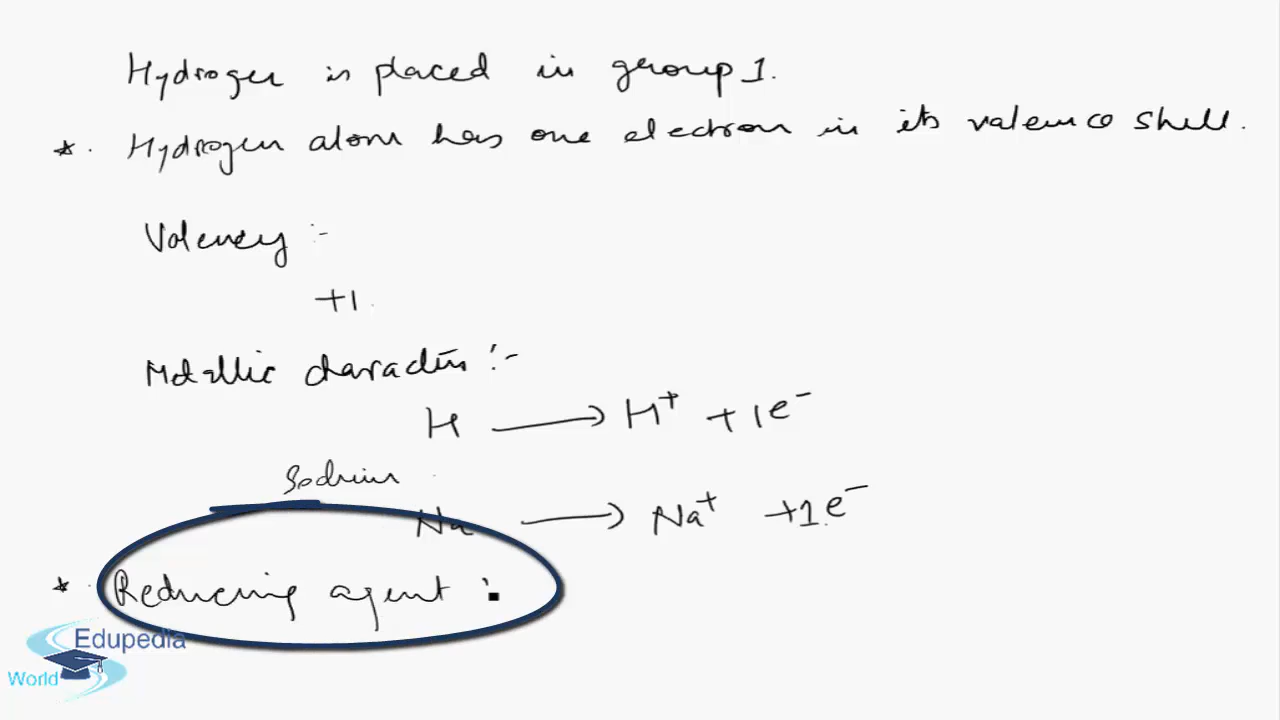 Hydrogen is placed in group 1.
* Hydrogen atom has one electron in its valence shell.
Valency :-
+1.
Metallic character :-
H → H⁺ + 1e⁻
Sodium
Na → Na⁺ + 1e⁻
* Reducing agent :
Edupedia
World